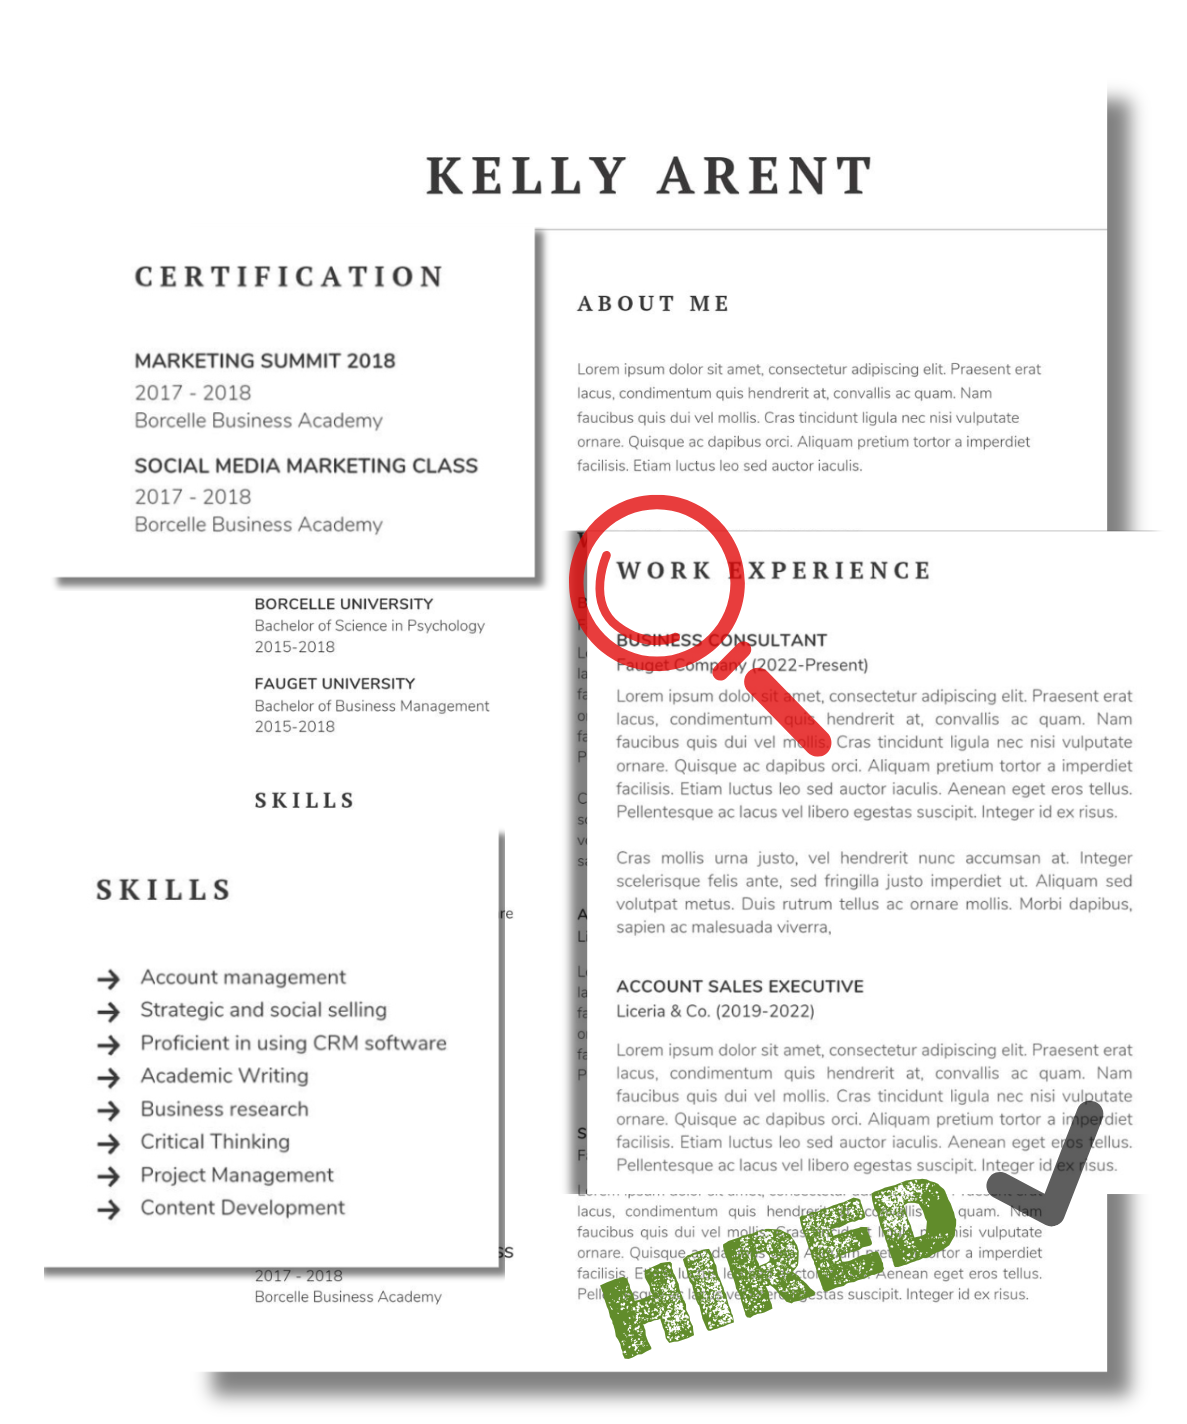 KELLY ARENT
CERTIFICATION
MARKETING SUMMIT 2018
2017 - 2018
Borcelle Business Academy
SOCIAL MEDIA MARKETING CLASS
2017 - 2018
Borcelle Business Academy
BORCELLE UNIVERSITY
Bachelor of Science in Psychology
2015-2018
FAUGET UNIVERSITY
Bachelor of Business Management
2015-2018
SKILLS
SKILLS
Account management
Strategic and social selling
Proficient in using CRM software
Academic Writing
Business research
Critical Thinking
Project Management
Content Development
2017 - 2018
Borcelle Business Academy
ABOUT ME
Lorem ipsum dolor sit amet, consectetur adipiscing elit. Praesent erat
lacus, condimentum quis hendrerit at, convallis ac quam. Nam
faucibus quis dui vel mollis. Cras tincidunt ligula nec nisi vulputate
ornare. Quisque ac dapibus orci. Aliquam pretium tortor a imperdiet
facilisis. Etiam luctus leo sed auctor iaculis.
WORK EXPERIENCE
BUSINESS CONSULTANT
Fauget Company (2022-Present)
Lorem ipsum dolor sit amet, consectetur adipiscing elit. Praesent erat
lacus, condimentum quis hendrerit at, convallis ac quam. Nam
faucibus quis dui vel mollis. Cras tincidunt ligula nec nisi vulputate
ornare. Quisque ac dapibus orci. Aliquam pretium tortor a imperdiet
facilisis. Etiam luctus leo sed auctor iaculis. Aenean eget eros tellus.
Pellentesque ac lacus vel libero egestas suscipit. Integer id ex risus.
Cras mollis urna justo, vel hendrerit nunc accumsan at. Integer
scelerisque felis ante, sed fringilla justo imperdiet ut. Aliquam sed
volutpat metus. Duis rutrum tellus ac ornare mollis. Morbi dapibus,
sapien ac malesuada viverra,
ACCOUNT SALES EXECUTIVE
Liceria & Co. (2019-2022)
Lorem ipsum dolor sit amet, consectetur adipiscing elit. Praesent erat
lacus, condimentum quis hendrerit at, convallis ac quam. Nam
faucibus quis dui vel mollis. Cras tincidunt ligula nec nisi vulputate
ornare. Quisque ac dapibus orci. Aliquam pretium tortor a imperdiet
facilisis. Etiam luctus leo sed auctor iaculis. Aenean eget eros tellus.
Pellentesque ac lacus vel libero egestas suscipit. Integer id ex risus.
lacus, condimentum quis quam. Nam
faucibus quis dui vel vulputate
ornare. Quisque a imperdiet
facilisis. Aenean eget eros tellus.
suscipit. Integer id ex risus.
HIRED